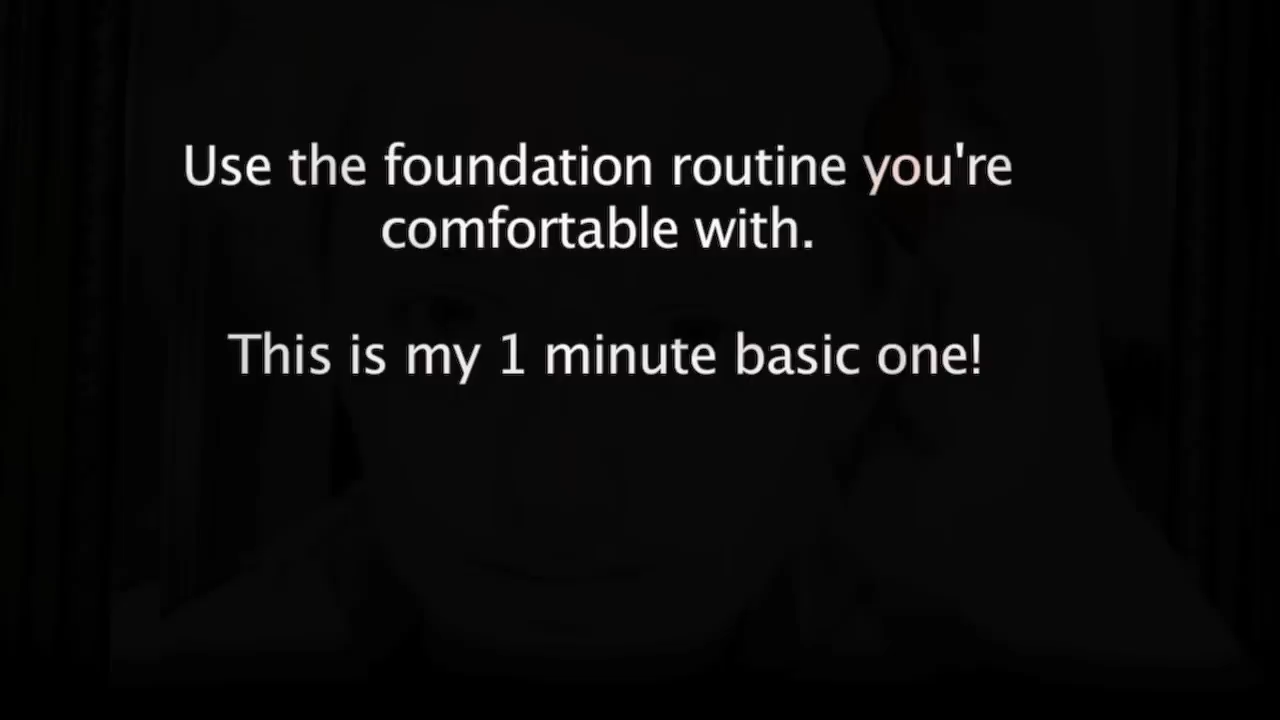 Use the foundation routine you're
comfortable with.
This is my 1 minute basic one!